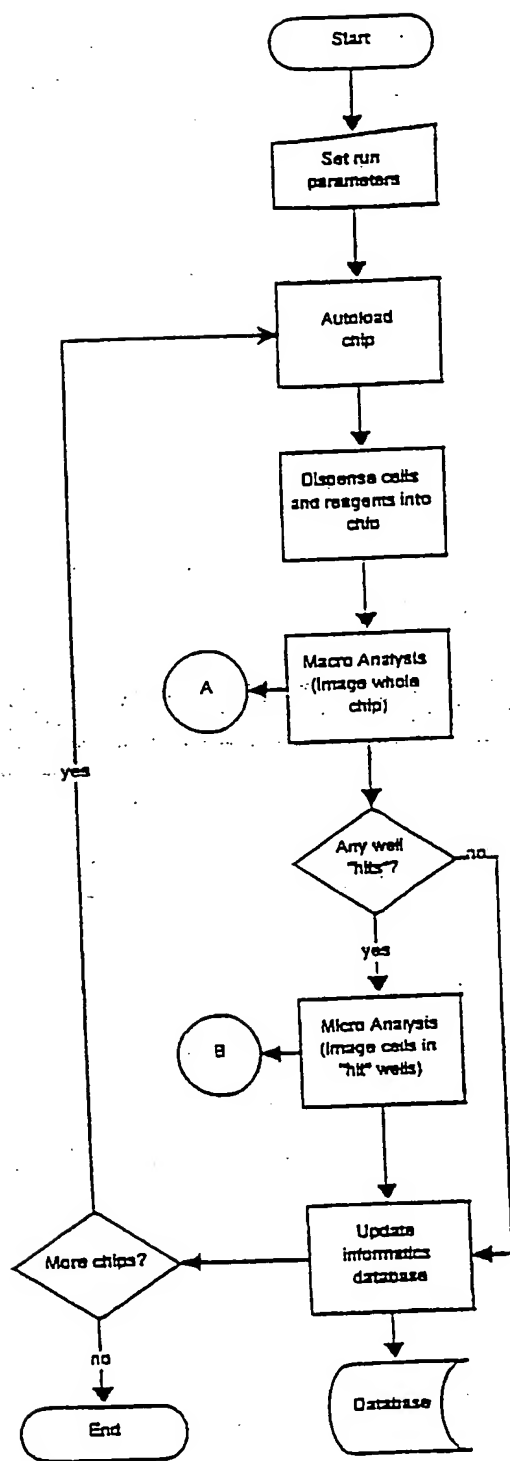 Start
Set run
parameters
Autoload
chip
Dispense cells
and reagents into
chip
Macro Analysis
(Image whole
chip)
A
yes
Any well
"hits"?
no
yes
Micro Analysis
(Image cells in
"hit" wells)
B
Update
informatics
database
More chips?
no
Database
End